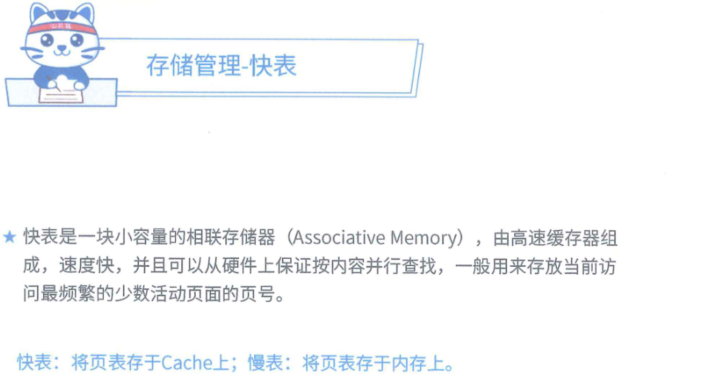 存储管理-快表
★ 快表是一块小容量的相联存储器（Associative Memory），由高速缓存器组
成，速度快，并且可以从硬件上保证按内容并行查找，一般用来存放当前访
问最频繁的少数活动页面的页号。
快表：将页表存于Cache上；慢表：将页表存于内存上。